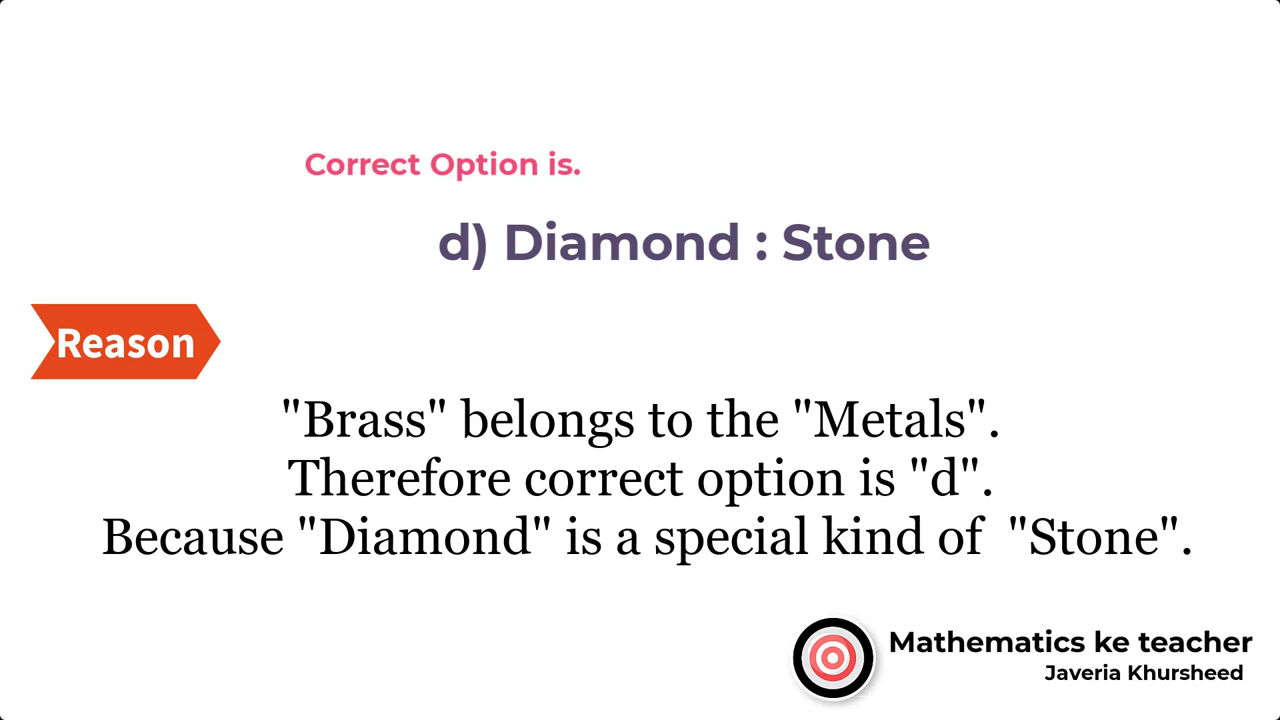 Correct Option is.
d) Diamond : Stone
Reason
"Brass" belongs to the "Metals".
Therefore correct option is "d".
Because "Diamond" is a special kind of "Stone".
Mathematics ke teacher
Javeria Khursheed